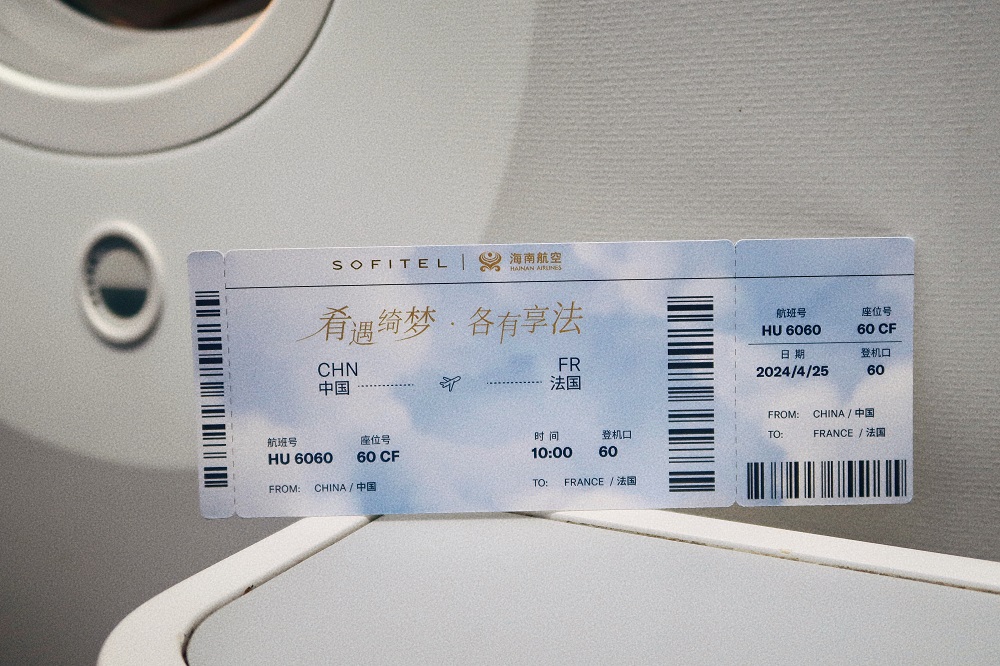 SOFITEL | 海南航空
HAINAN AIRLINES
肴遇绮梦 · 各有享法
CHN FR
中国 法国
航班号 座位号 时 间 登机口
HU 6060 60 CF 10:00 60
FROM: CHINA / 中国 TO: FRANCE / 法国
航班号 座位号
HU 6060 60 CF
日 期 登机口
2024/4/25 60
FROM: CHINA / 中国
TO: FRANCE / 法国